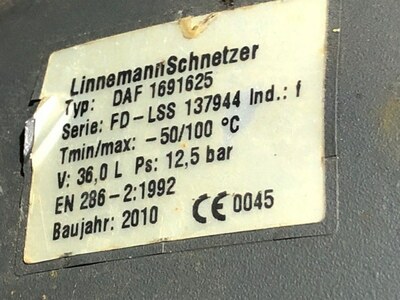 LinnemannSchnetzer
Typ: DAF 1691625
Serie: FD-LSS 137944 Ind.: f
Tmin/max: -50/100 °C
V: 36,0 L Ps: 12,5 bar
EN 286-2:1992
Baujahr: 2010 CE 0045